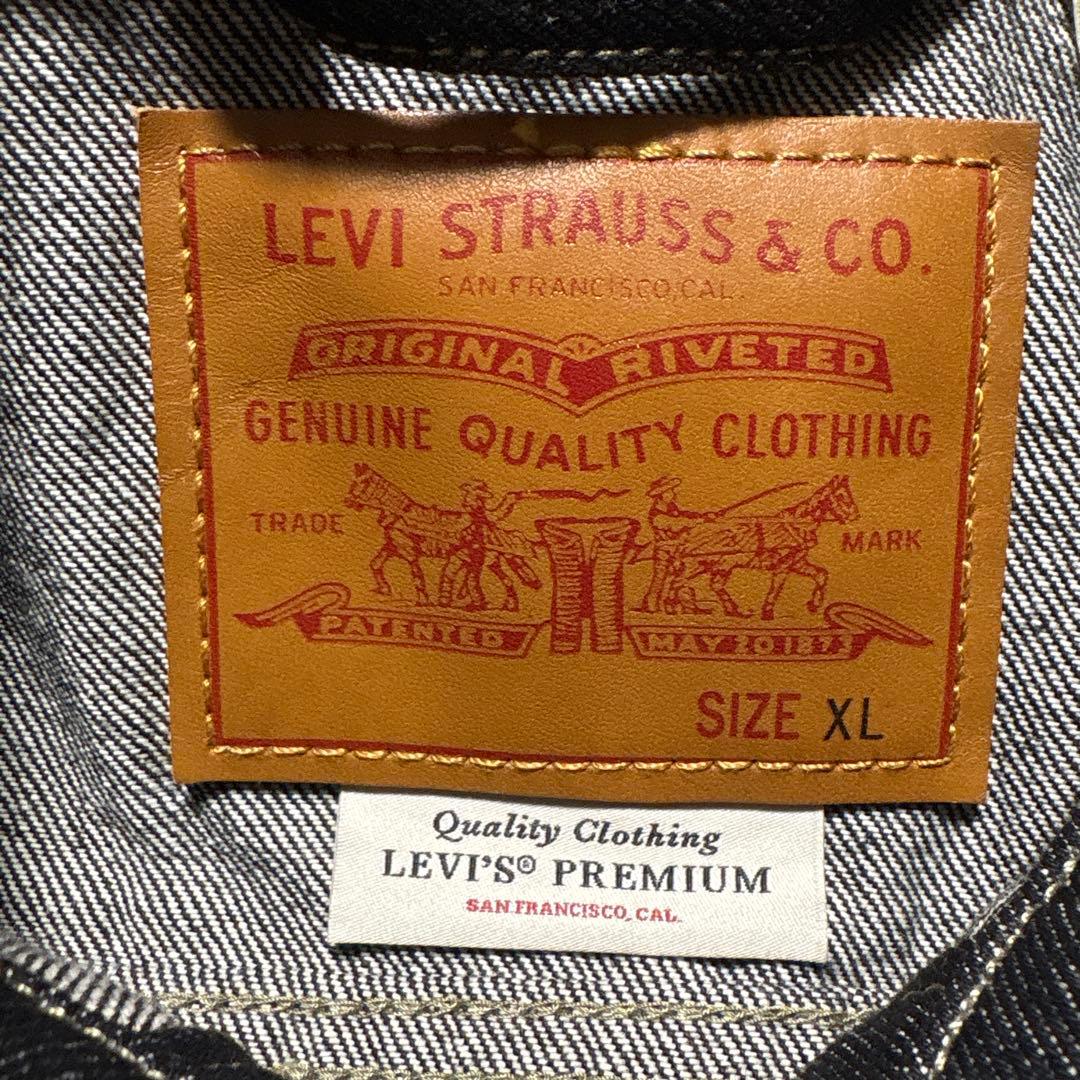 LEVI STRAUSS & CO.
SAN FRANCISCO, CAL.
ORIGINAL RIVETED
GENUINE QUALITY CLOTHING
TRADE MARK
PATENTED MAY 20 1873
SIZE XL
Quality Clothing
LEVI'S® PREMIUM
SAN FRANCISCO, CAL.